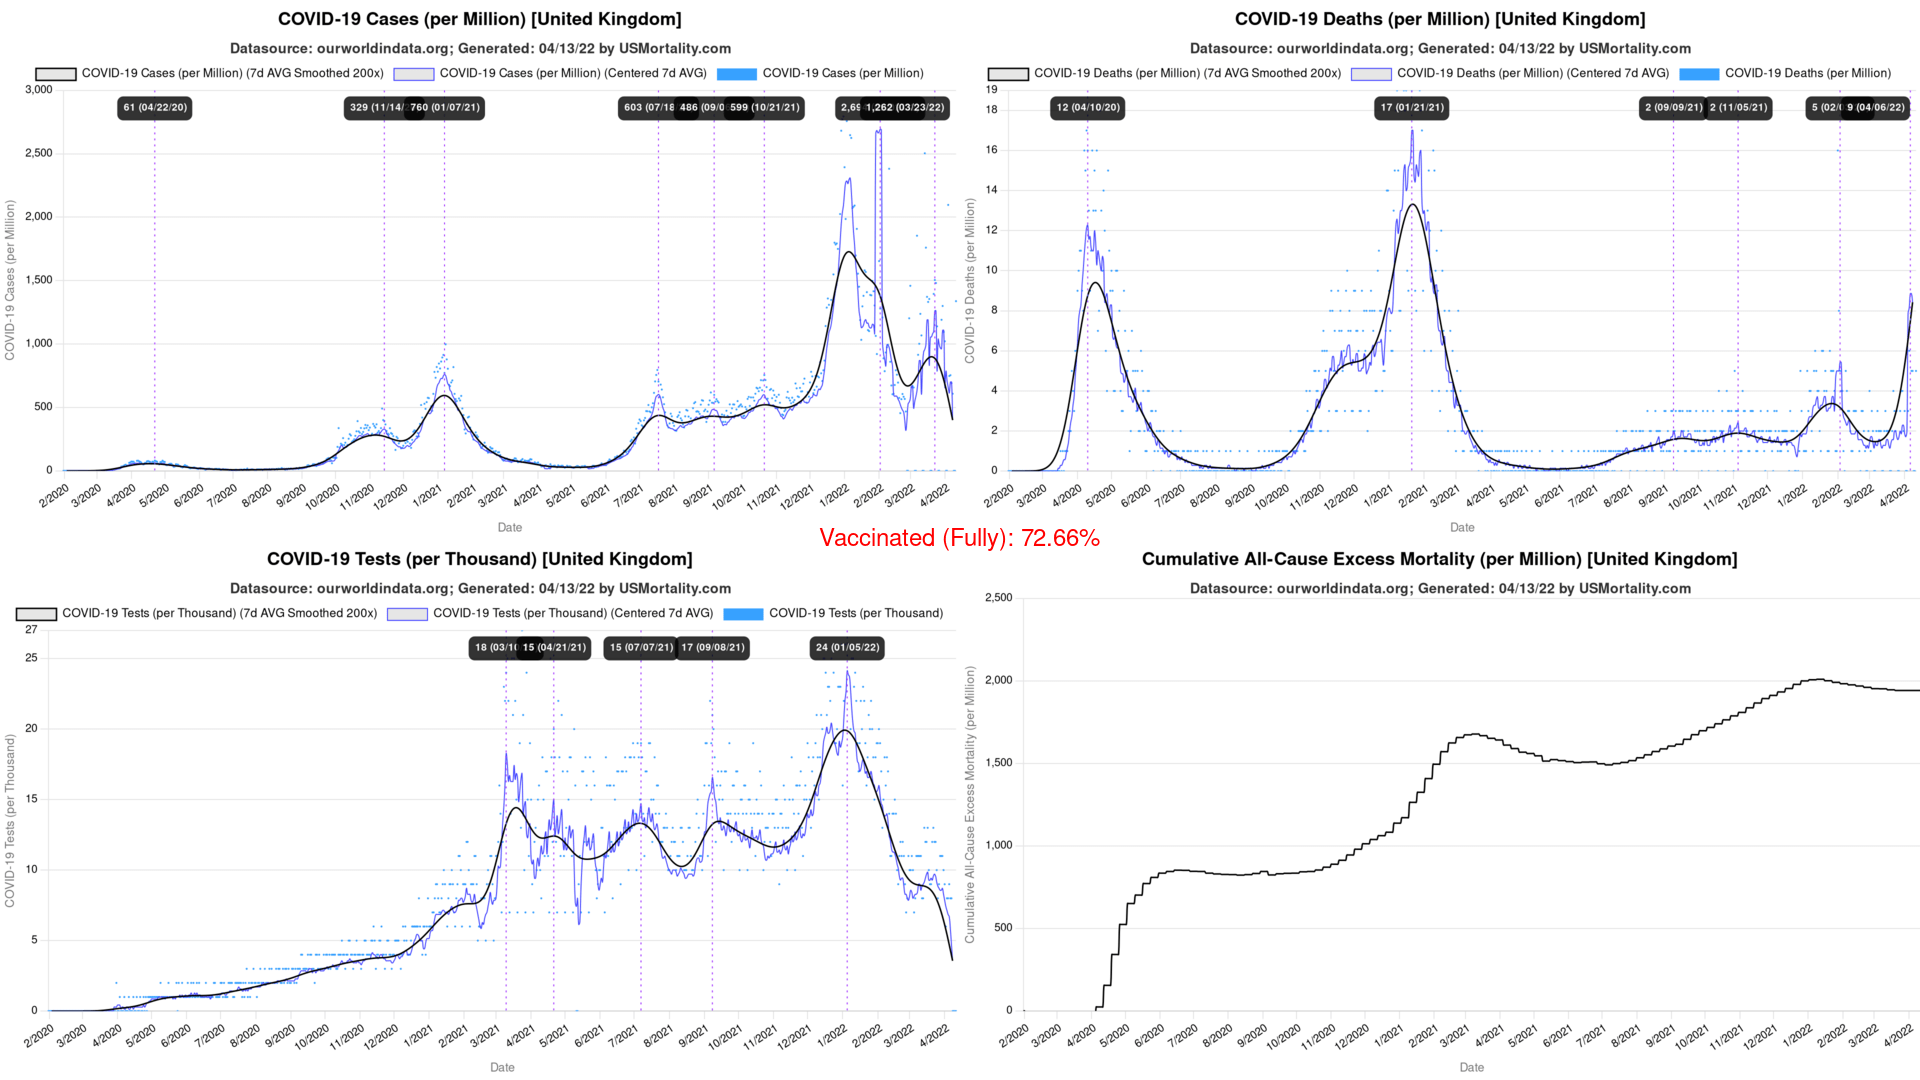 COVID-19 Cases (per Million) [United Kingdom]
Datasource: ourworldindata.org; Generated: 04/13/22 by USMortality.com
COVID-19 Cases (per Million) (7d AVG Smoothed 200x) COVID-19 Cases (per Million) (Centered 7d AVG) COVID-19 Cases (per Million)
3,000
61 (04/22/20) 329 (11/14/ 760 (01/07/21) 603 (07/18 486 (09/0 599 (10/21/21) 2,69 1,262 (03/23/22)
2,500
2,000
1,500
1,000
500
0
COVID-19 Cases (per Million)
2/2020 3/2020 4/2020 5/2020 6/2020 7/2020 8/2020 9/2020 10/2020 11/2020 12/2020 1/2021 2/2021 3/2021 4/2021 5/2021 6/2021 7/2021 8/2021 9/2021 10/2021 11/2021 12/2021 1/2022 2/2022 3/2022 4/2022
Date
COVID-19 Deaths (per Million) [United Kingdom]
Datasource: ourworldindata.org; Generated: 04/13/22 by USMortality.com
COVID-19 Deaths (per Million) (7d AVG Smoothed 200x) COVID-19 Deaths (per Million) (Centered 7d AVG) COVID-19 Deaths (per Million)
19
18
12 (04/10/20) 17 (01/21/21) 2 (09/09/21) 2 (11/05/21) 5 (02/0 9 (04/06/22)
16
14
12
10
8
6
4
2
0
COVID-19 Deaths (per Million)
2/2020 3/2020 4/2020 5/2020 6/2020 7/2020 8/2020 9/2020 10/2020 11/2020 12/2020 1/2021 2/2021 3/2021 4/2021 5/2021 6/2021 7/2021 8/2021 9/2021 10/2021 11/2021 12/2021 1/2022 2/2022 3/2022 4/2022
Date
Vaccinated (Fully): 72.66%
COVID-19 Tests (per Thousand) [United Kingdom]
Datasource: ourworldindata.org; Generated: 04/13/22 by USMortality.com
COVID-19 Tests (per Thousand) (7d AVG Smoothed 200x) COVID-19 Tests (per Thousand) (Centered 7d AVG) COVID-19 Tests (per Thousand)
27
18 (03/10 15 (04/21/21) 15 (07/07/21) 17 (09/08/21) 24 (01/05/22)
25
20
15
10
5
0
COVID-19 Tests (per Thousand)
2/2020 3/2020 4/2020 5/2020 6/2020 7/2020 8/2020 9/2020 10/2020 11/2020 12/2020 1/2021 2/2021 3/2021 4/2021 5/2021 6/2021 7/2021 8/2021 9/2021 10/2021 11/2021 12/2021 1/2022 2/2022 3/2022 4/2022
Date
Cumulative All-Cause Excess Mortality (per Million) [United Kingdom]
Datasource: ourworldindata.org; Generated: 04/13/22 by USMortality.com
2,500
2,000
1,500
1,000
500
0
Cumulative All-Cause Excess Mortality (per Million)
2/2020 3/2020 4/2020 5/2020 6/2020 7/2020 8/2020 9/2020 10/2020 11/2020 12/2020 1/2021 2/2021 3/2021 4/2021 5/2021 6/2021 7/2021 8/2021 9/2021 10/2021 11/2021 12/2021 1/2022 2/2022 3/2022 4/2022
Date